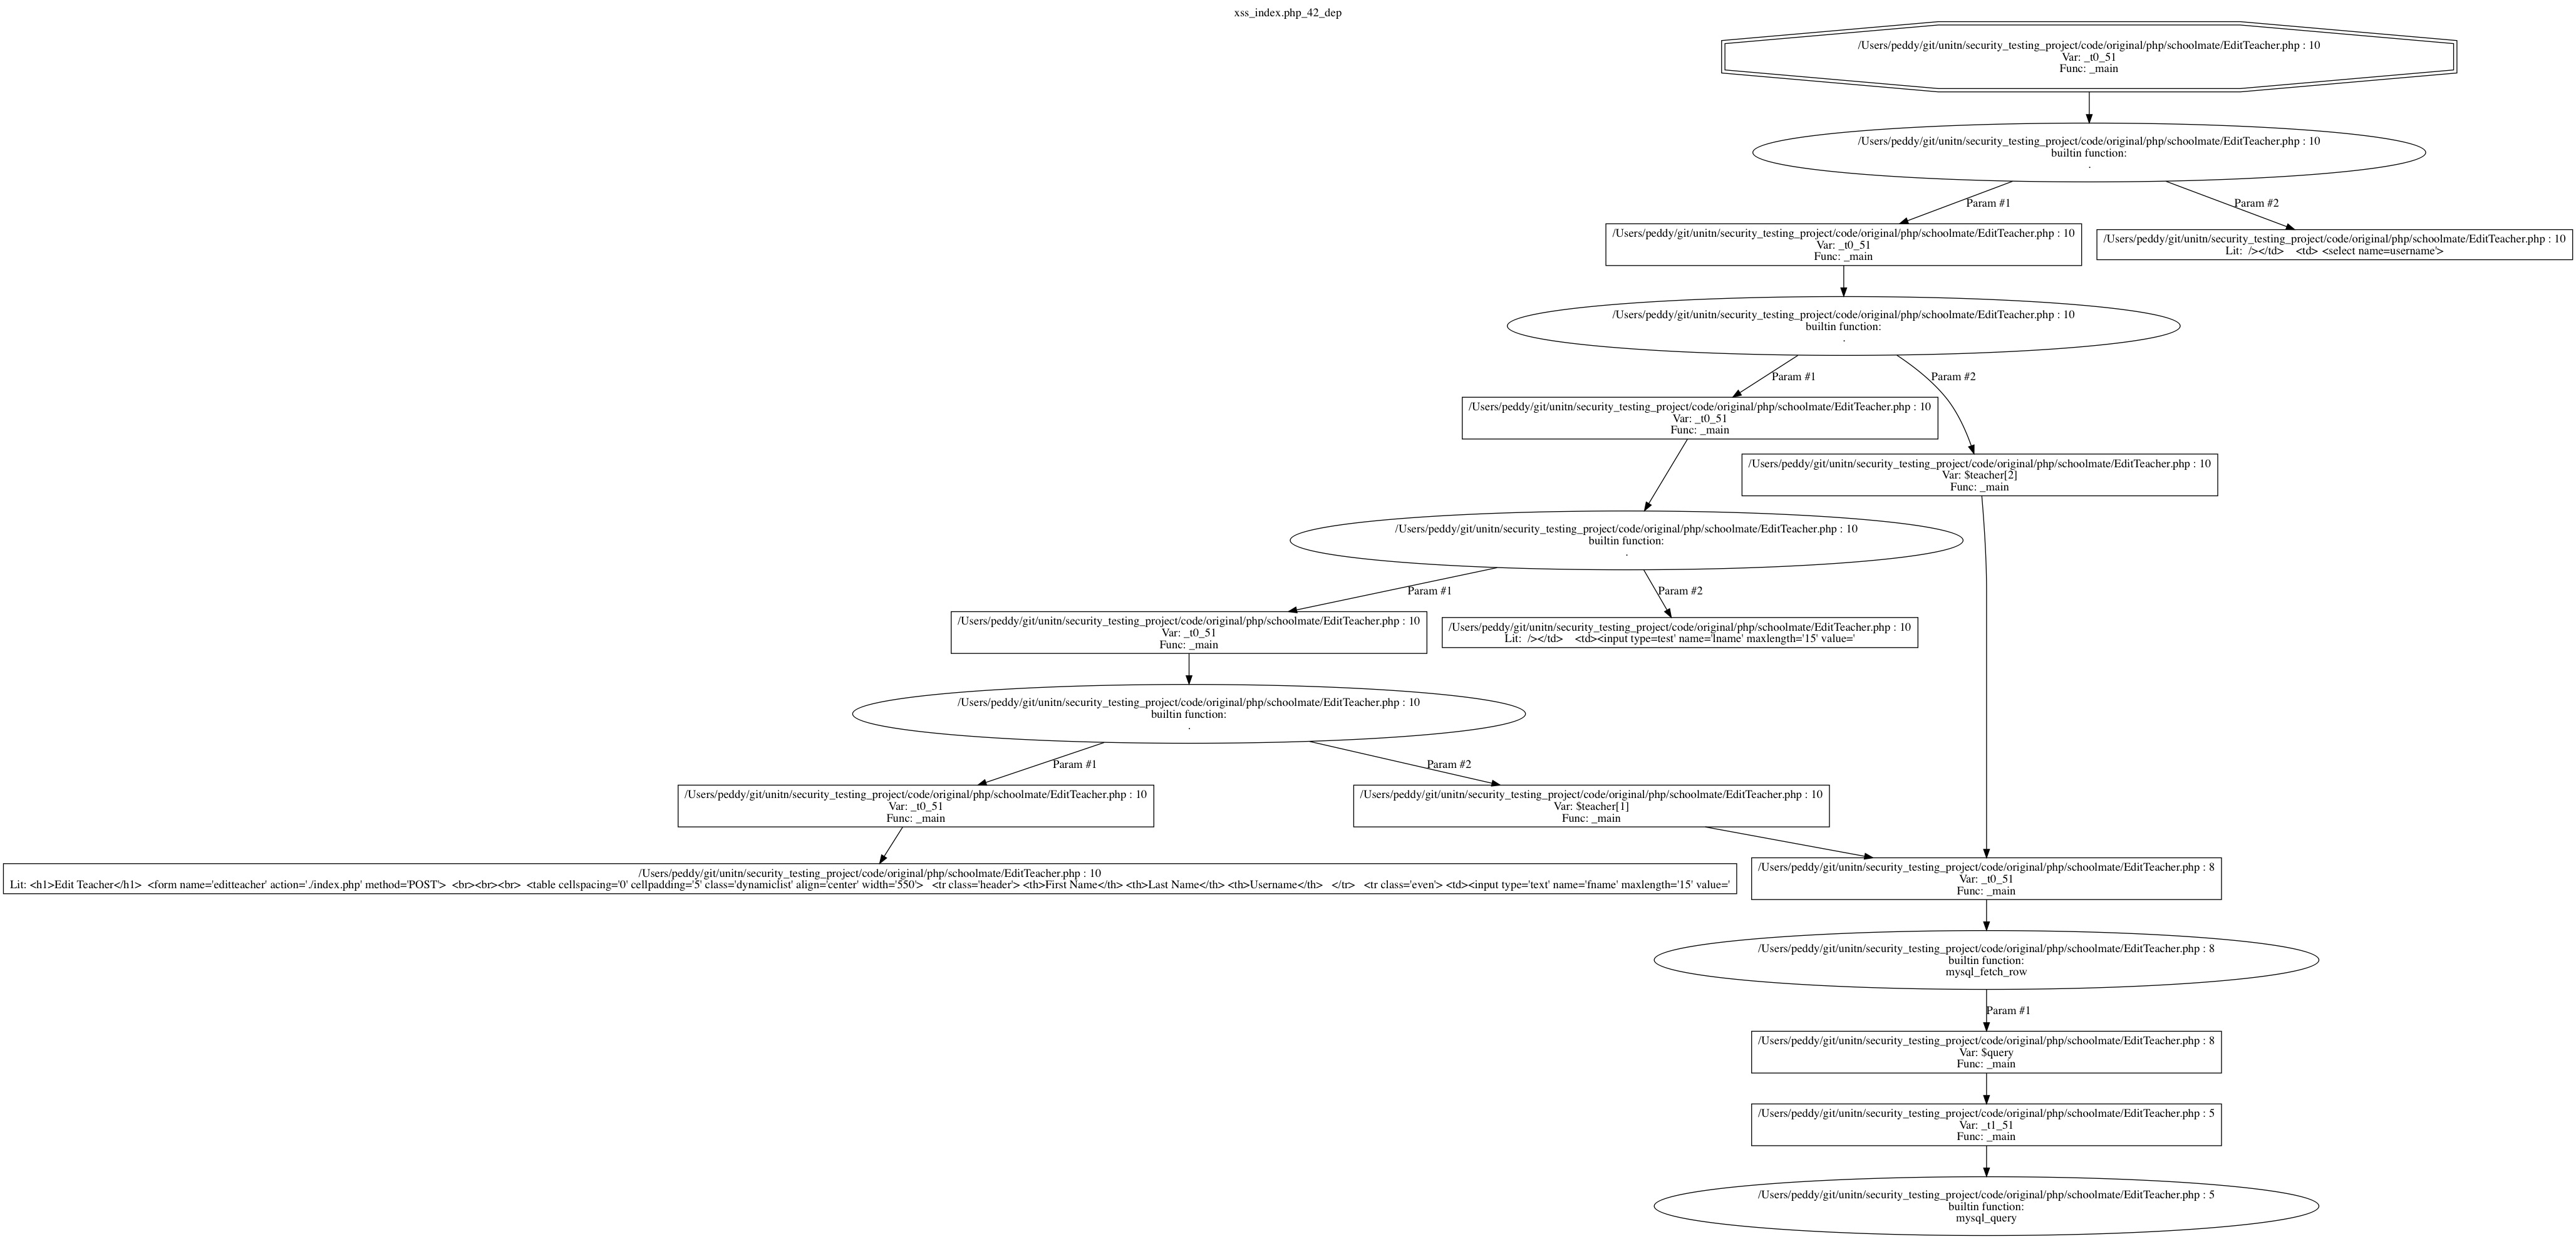 xss_index.php_42_dep
/Users/peddy/git/unitn/security_testing_project/code/original/php/schoolmate/EditTeacher.php : 10
Var: _t0_51
Func: _main
/Users/peddy/git/unitn/security_testing_project/code/original/php/schoolmate/EditTeacher.php : 10
builtin function:
.
Param #1
Param #2
/Users/peddy/git/unitn/security_testing_project/code/original/php/schoolmate/EditTeacher.php : 10
Var: _t0_51
Func: _main
/Users/peddy/git/unitn/security_testing_project/code/original/php/schoolmate/EditTeacher.php : 10
Lit:  /></td>    <td> <select name=username'>
/Users/peddy/git/unitn/security_testing_project/code/original/php/schoolmate/EditTeacher.php : 10
builtin function:
.
Param #1
Param #2
/Users/peddy/git/unitn/security_testing_project/code/original/php/schoolmate/EditTeacher.php : 10
Var: _t0_51
Func: _main
/Users/peddy/git/unitn/security_testing_project/code/original/php/schoolmate/EditTeacher.php : 10
Var: $teacher[2]
Func: _main
/Users/peddy/git/unitn/security_testing_project/code/original/php/schoolmate/EditTeacher.php : 10
builtin function:
.
Param #1
Param #2
/Users/peddy/git/unitn/security_testing_project/code/original/php/schoolmate/EditTeacher.php : 10
Var: _t0_51
Func: _main
/Users/peddy/git/unitn/security_testing_project/code/original/php/schoolmate/EditTeacher.php : 10
Lit:  /></td>    <td><input type=test' name='lname' maxlength='15' value='
/Users/peddy/git/unitn/security_testing_project/code/original/php/schoolmate/EditTeacher.php : 10
builtin function:
.
Param #1
Param #2
/Users/peddy/git/unitn/security_testing_project/code/original/php/schoolmate/EditTeacher.php : 10
Var: _t0_51
Func: _main
/Users/peddy/git/unitn/security_testing_project/code/original/php/schoolmate/EditTeacher.php : 10
Var: $teacher[1]
Func: _main
/Users/peddy/git/unitn/security_testing_project/code/original/php/schoolmate/EditTeacher.php : 10
Lit: <h1>Edit Teacher</h1>  <form name='editteacher' action='./index.php' method='POST'>  <br><br><br>  <table cellspacing='0' cellpadding='5' class='dynamiclist' align='center' width='550'>   <tr class='header'> <th>First Name</th> <th>Last Name</th> <th>Username</th>   </tr>   <tr class='even'> <td><input type='text' name='fname' maxlength='15' value='
/Users/peddy/git/unitn/security_testing_project/code/original/php/schoolmate/EditTeacher.php : 8
Var: _t0_51
Func: _main
/Users/peddy/git/unitn/security_testing_project/code/original/php/schoolmate/EditTeacher.php : 8
builtin function:
mysql_fetch_row
Param #1
/Users/peddy/git/unitn/security_testing_project/code/original/php/schoolmate/EditTeacher.php : 8
Var: $query
Func: _main
/Users/peddy/git/unitn/security_testing_project/code/original/php/schoolmate/EditTeacher.php : 5
Var: _t1_51
Func: _main
/Users/peddy/git/unitn/security_testing_project/code/original/php/schoolmate/EditTeacher.php : 5
builtin function:
mysql_query